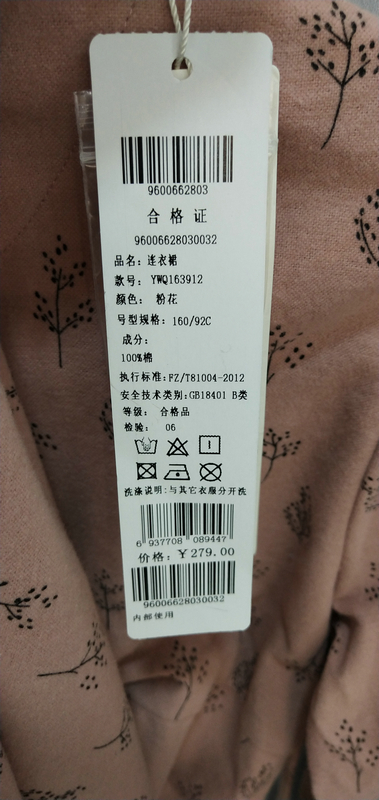 9600662803
合格证
96006628030032
品名：连衣裙
款号：YWQ163912
颜色：粉花
号型规格：160/92C
成分：
100%棉
执行标准：FZ/T81004-2012
安全技术类别：GB18401 B类
等级：合格品
检验：06
洗涤说明：与其它衣服分开洗
6 937708 089447
价格：￥279.00
96006628030032
内部使用